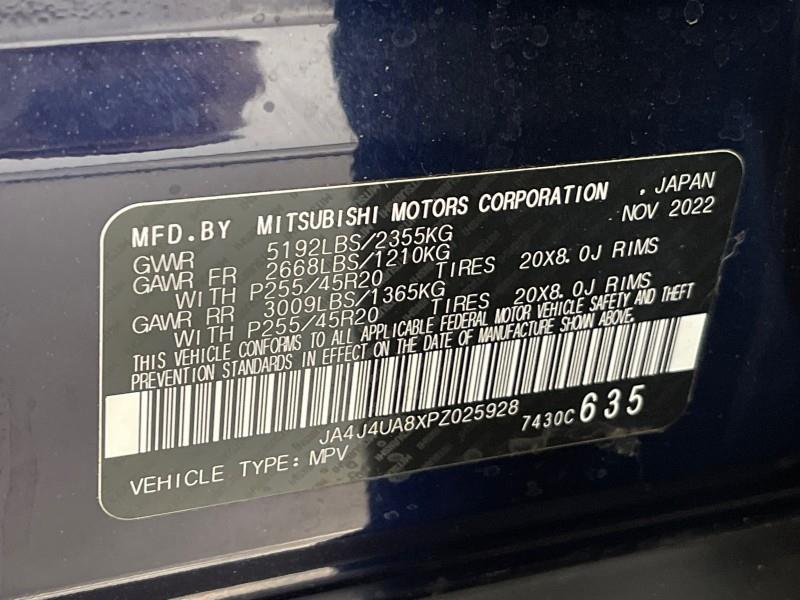 MFD.BY MITSUBISHI MOTORS CORPORATION . JAPAN
GVWR 5192LBS/2355KG NOV 2022
GAWR FR 2668LBS/1210KG
WITH P255/45R20 TIRES 20X8.0J RIMS
GAWR RR 3009LBS/1365KG
WITH P255/45R20 TIRES 20X8.0J RIMS
THIS VEHICLE CONFORMS TO ALL APPLICABLE FEDERAL MOTOR VEHICLE SAFETY AND THEFT
PREVENTION STANDARDS IN EFFECT ON THE DATE OF MANUFACTURE SHOWN ABOVE.
JA4J4UA8XPZ025928 7430C 635
VEHICLE TYPE:MPV